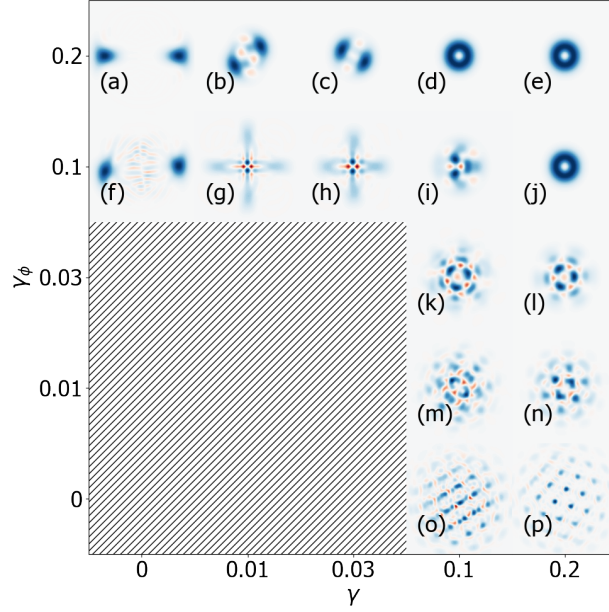 0.2
(a) (b) (c) (d) (e)
0.1
(f) (g) (h) (i) (j)
γϕ
0.03
(k) (l)
0.01
(m) (n)
0
(o) (p)
0 0.01 0.03 0.1 0.2
γ